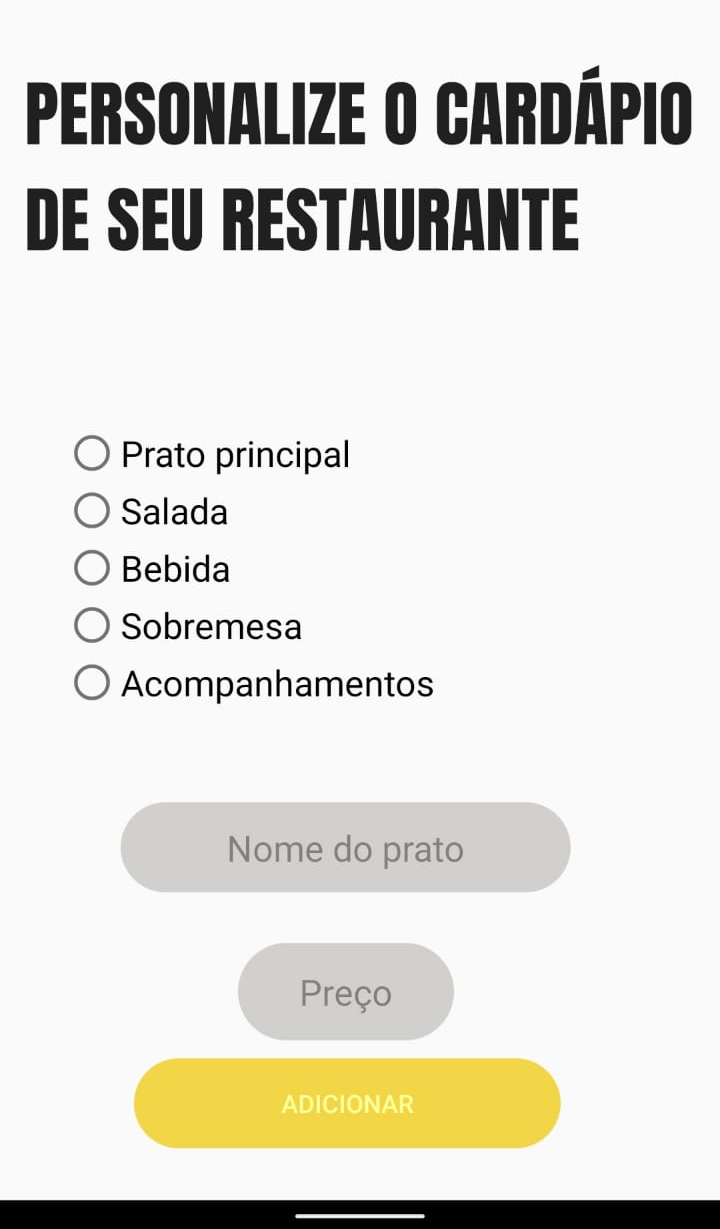 PERSONALIZE O CARDÁPIO
DE SEU RESTAURANTE
Prato principal
Salada
Bebida
Sobremesa
Acompanhamentos
Nome do prato
Preço
ADICIONAR